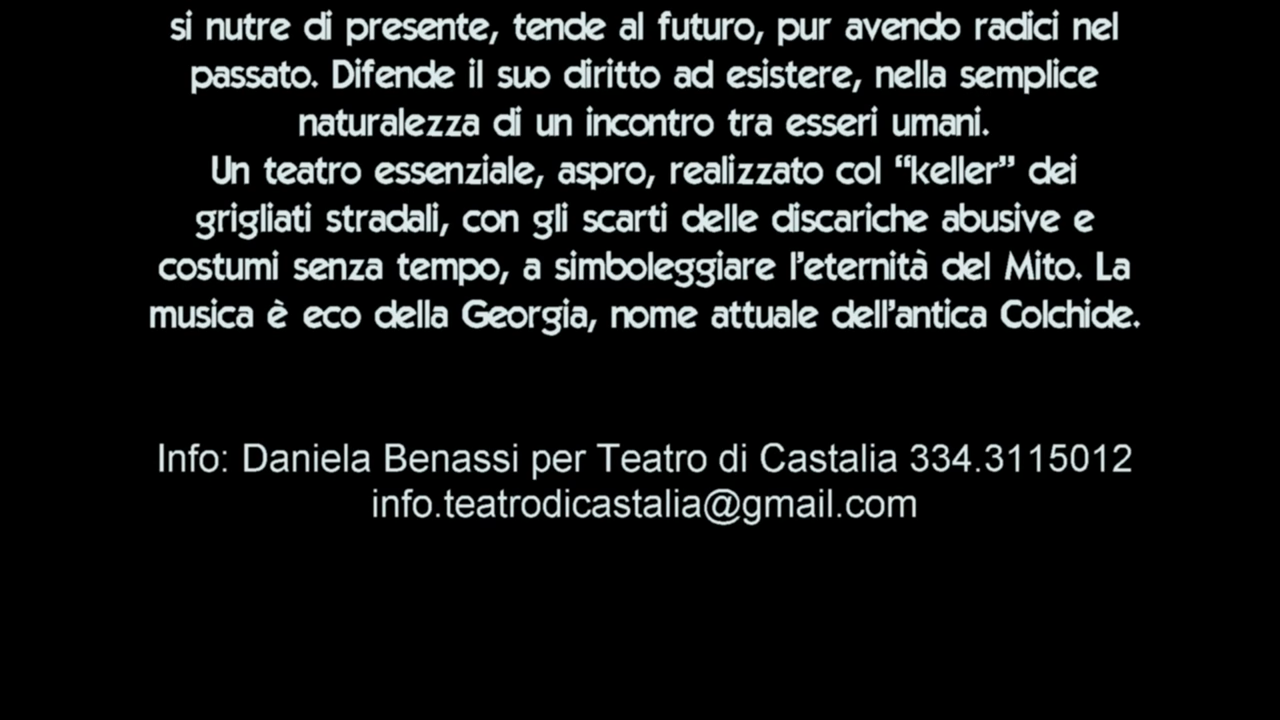 si nutre di presente, tende al futuro, pur avendo radici nel
passato. Difende il suo diritto ad esistere, nella semplice
naturalezza di un incontro tra esseri umani.
Un teatro essenziale, aspro, realizzato col “keller” dei
grigliati stradali, con gli scarti delle discariche abusive e
costumi senza tempo, a simboleggiare l’eternità del Mito. La
musica è eco della Georgia, nome attuale dell’antica Colchide.
Info: Daniela Benassi per Teatro di Castalia 334.3115012
info.teatrodicastalia@gmail.com